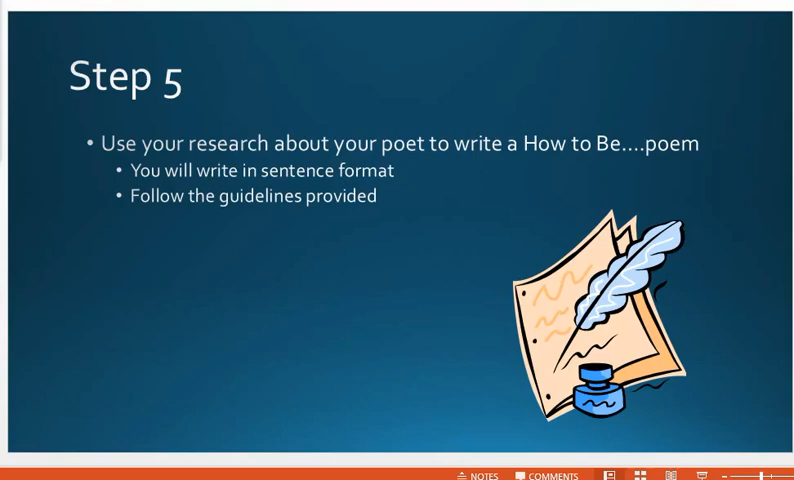 Step 5
• Use your research about your poet to write a How to Be....poem
• You will write in sentence format
• Follow the guidelines provided
NOTES COMMENTS